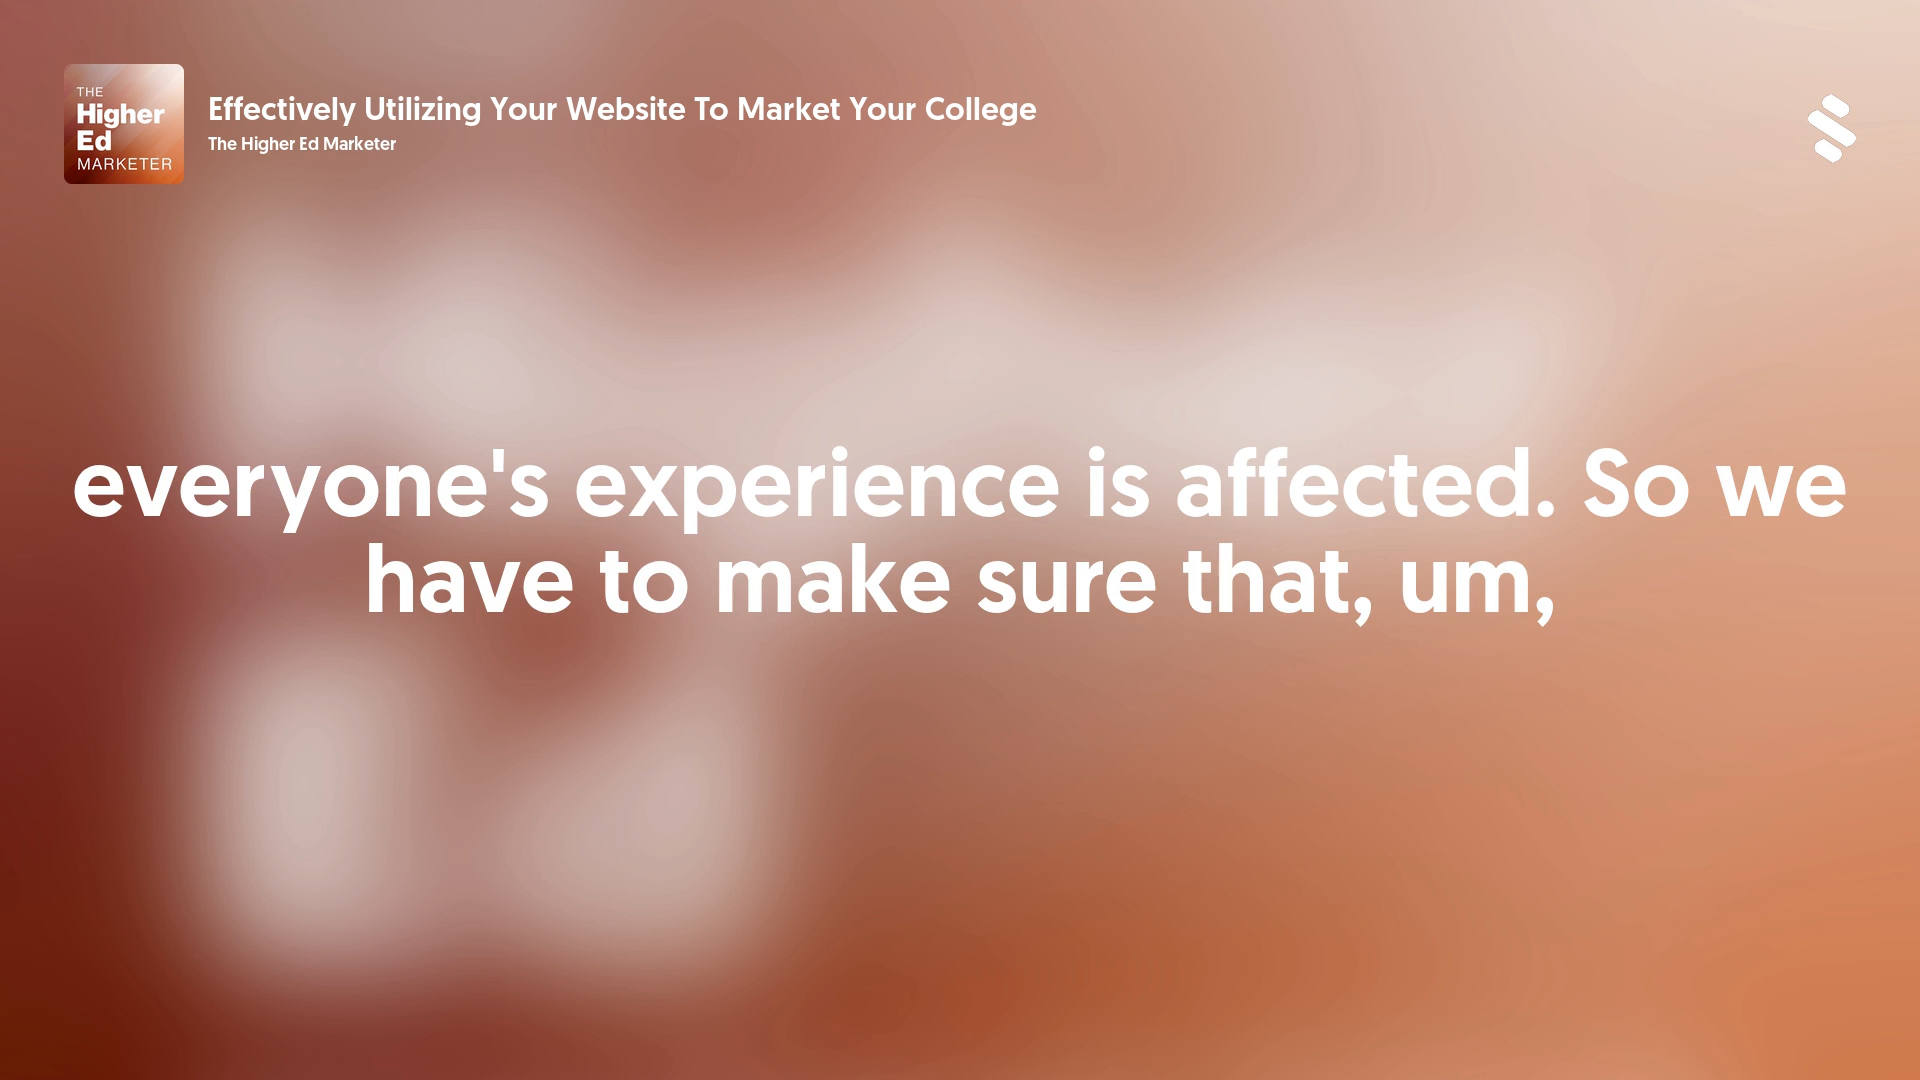 THE
Higher
Ed
MARKETER
Effectively Utilizing Your Website To Market Your College
The Higher Ed Marketer
everyone's experience is affected. So we
have to make sure that, um,